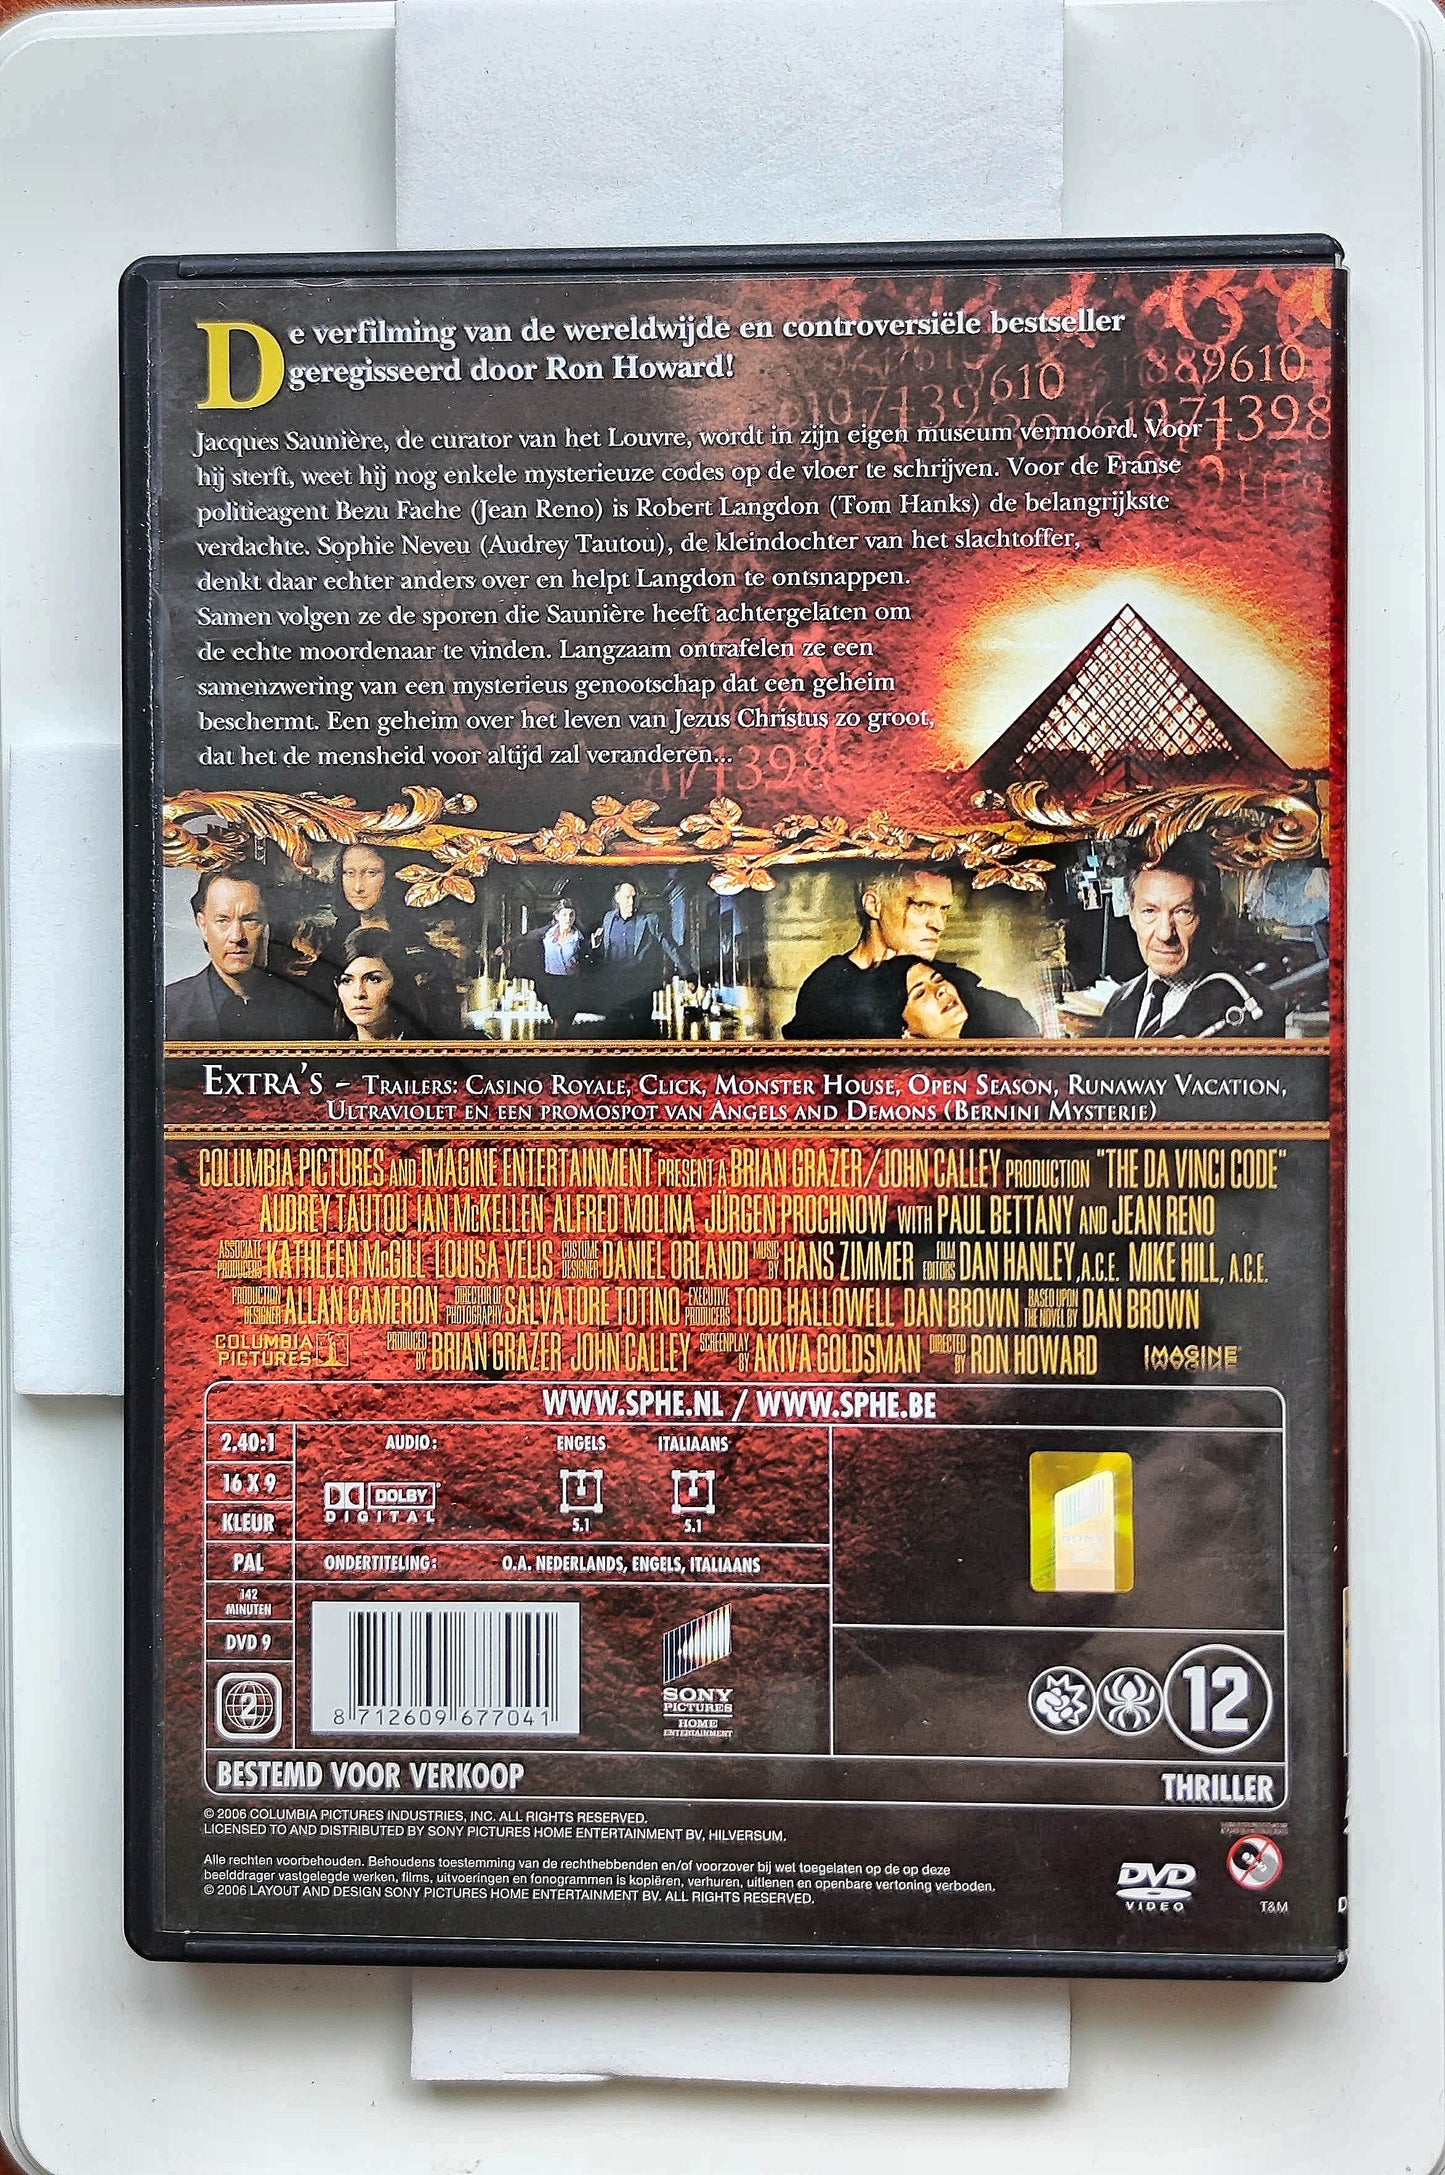 De verfilming van de wereldwijde en controversiële bestseller
geregisseerd door Ron Howard!
Jacques Saunière, de curator van het Louvre, wordt in zijn eigen museum vermoord. Voor
hij sterft, weet hij nog enkele mysterieuze codes op de vloer te schrijven. Voor de Franse
politieagent Bezu Fache (Jean Reno) is Robert Langdon (Tom Hanks) de belangrijkste
verdachte. Sophie Neveu (Audrey Tautou), de kleindochter van het slachtoffer,
denkt daar echter anders over en helpt Langdon te ontsnappen.
Samen volgen ze de sporen die Saunière heeft achtergelaten om
de echte moordenaar te vinden. Langzaam ontrafelen ze een
samenzwering van een mysterieus genootschap dat een geheim
beschermt. Een geheim over het leven van Jezus Christus zo groot,
dat het de mensheid voor altijd zal veranderen...
EXTRA'S - TRAILERS: CASINO ROYALE, CLICK, MONSTER HOUSE, OPEN SEASON, RUNAWAY VACATION,
ULTRAVIOLET EN EEN PROMOSPOT VAN ANGELS AND DEMONS (BERNINI MYSTERIE)
COLUMBIA PICTURES AND IMAGINE ENTERTAINMENT PRESENT A BRIAN GRAZER/JOHN CALLEY PRODUCTION "THE DA VINCI CODE"
AUDREY TAUTOU IAN McKELLEN ALFRED MOLINA JÜRGEN PROCHNOW WITH PAUL BETTANY AND JEAN RENO
ASSOCIATE PRODUCERS KATHLEEN McGILL LOUISA VELIS COSTUME DESIGNER DANIEL ORLANDI MUSIC BY HANS ZIMMER FILM EDITORS DAN HANLEY, A.C.E. MIKE HILL, A.C.E.
PRODUCTION DESIGNER ALLAN CAMERON DIRECTOR OF PHOTOGRAPHY SALVATORE TOTINO EXECUTIVE PRODUCERS TODD HALLOWELL DAN BROWN BASED UPON THE NOVEL BY DAN BROWN
COLUMBIA PICTURES PRODUCED BY BRIAN GRAZER JOHN CALLEY SCREENPLAY BY AKIVA GOLDSMAN DIRECTED BY RON HOWARD IMAGINE
WWW.SPHE.NL / WWW.SPHE.BE
2.40:1
16 X 9
KLEUR
PAL
142
MINUTEN
DVD 9
2
AUDIO: ENGELS ITALIAANS
DOLBY
DIGITAL
5.1 5.1
ONDERTITELING: O.A. NEDERLANDS, ENGELS, ITALIAANS
8 712609 677041
SONY
PICTURES
HOME
ENTERTAINMENT
SONY
12
BESTEMD VOOR VERKOOP
THRILLER
© 2006 COLUMBIA PICTURES INDUSTRIES, INC. ALL RIGHTS RESERVED.
LICENSED TO AND DISTRIBUTED BY SONY PICTURES HOME ENTERTAINMENT BV, HILVERSUM.
Alle rechten voorbehouden. Behoudens toestemming van de rechthebbenden en/of voorzover bij wet toegelaten op de op deze
beelddrager vastgelegde werken, films, uitvoeringen en fonogrammen is kopiëren, verhuren, uitlenen en openbare vertoning verboden.
© 2006 LAYOUT AND DESIGN SONY PICTURES HOME ENTERTAINMENT BV. ALL RIGHTS RESERVED.
DVD
VIDEO
T&M